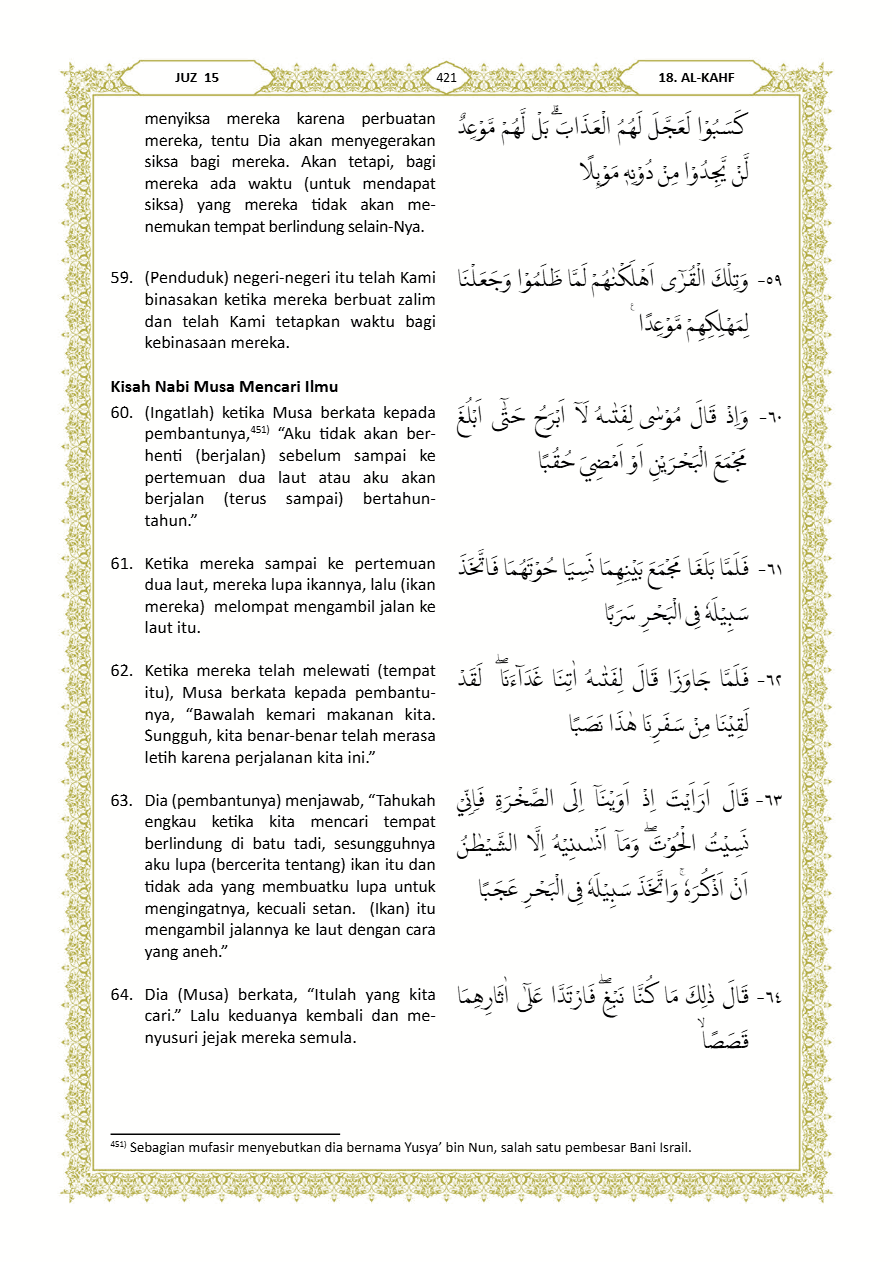 JUZ 15
421
18. AL-KAHF
menyiksa mereka karena perbuatan
mereka, tentu Dia akan menyegerakan
siksa bagi mereka. Akan tetapi, bagi
mereka ada waktu (untuk mendapat
siksa) yang mereka tidak akan me-
nemukan tempat berlindung selain-Nya.
كَسَبُوْا لَعَجَّلَ لَهُمُ الْعَذَابَۗ بَلْ لَّهُمْ مَّوْعِدٌ
لَّنْ يَّجِدُوْا مِنْ دُوْنِهٖ مَوْىِٕلًا
59. (Penduduk) negeri-negeri itu telah Kami
binasakan ketika mereka berbuat zalim
dan telah Kami tetapkan waktu bagi
kebinasaan mereka.
٥٩- وَتِلْكَ الْقُرٰٓى اَهْلَكْنٰهُمْ لَمَّا ظَلَمُوْا وَجَعَلْنَا
لِمَهْلِكِهِمْ مَّوْعِدًا ࣖ
Kisah Nabi Musa Mencari Ilmu
60. (Ingatlah) ketika Musa berkata kepada
pembantunya,451) “Aku tidak akan ber-
henti (berjalan) sebelum sampai ke
pertemuan dua laut atau aku akan
berjalan (terus sampai) bertahun-
tahun.”
٦٠- وَاِذْ قَالَ مُوْسٰى لِفَتٰىهُ لَآ اَبْرَحُ حَتّٰٓى اَبْلُغَ
مَجْمَعَ الْبَحْرَيْنِ اَوْ اَمْضِيَ حُقُبًا
61. Ketika mereka sampai ke pertemuan
dua laut, mereka lupa ikannya, lalu (ikan
mereka) melompat mengambil jalan ke
laut itu.
٦١- فَلَمَّا بَلَغَا مَجْمَعَ بَيْنِهِمَا نَسِيَا حُوْتَهُمَا فَاتَّخَذَ
سَبِيْلَهٗ فِى الْبَحْرِ سَرَبًا
62. Ketika mereka telah melewati (tempat
itu), Musa berkata kepada pembantu-
nya, “Bawalah kemari makanan kita.
Sungguh, kita benar-benar telah merasa
letih karena perjalanan kita ini.”
٦٢- فَلَمَّا جَاوَزَا قَالَ لِفَتٰىهُ اٰتِنَا غَدَاۤءَنَاۖ لَقَدْ
لَقِيْنَا مِنْ سَفَرِنَا هٰذَا نَصَبًا
63. Dia (pembantunya) menjawab, “Tahukah
engkau ketika kita mencari tempat
berlindung di batu tadi, sesungguhnya
aku lupa (bercerita tentang) ikan itu dan
tidak ada yang membuatku lupa untuk
mengingatnya, kecuali setan. (Ikan) itu
mengambil jalannya ke laut dengan cara
yang aneh.”
٦٣- قَالَ اَرَاَيْتَ اِذْ اَوَيْنَآ اِلَى الصَّخْرَةِ فَاِنِّيْ
نَسِيْتُ الْحُوْتَۖ وَمَآ اَنْسٰىنِيْهُ اِلَّا الشَّيْطٰنُ
اَنْ اَذْكُرَهٗۚ وَاتَّخَذَ سَبِيْلَهٗ فِى الْبَحْرِ عَجَبًا
64. Dia (Musa) berkata, “Itulah yang kita
cari.” Lalu keduanya kembali dan me-
nyusuri jejak mereka semula.
٦٤- قَالَ ذٰلِكَ مَا كُنَّا نَبْغِۖ فَارْتَدَّا عَلٰٓى اٰثَارِهِمَا
قَصَصًاۙ
451) Sebagian mufasir menyebutkan dia bernama Yusya’ bin Nun, salah satu pembesar Bani Israil.